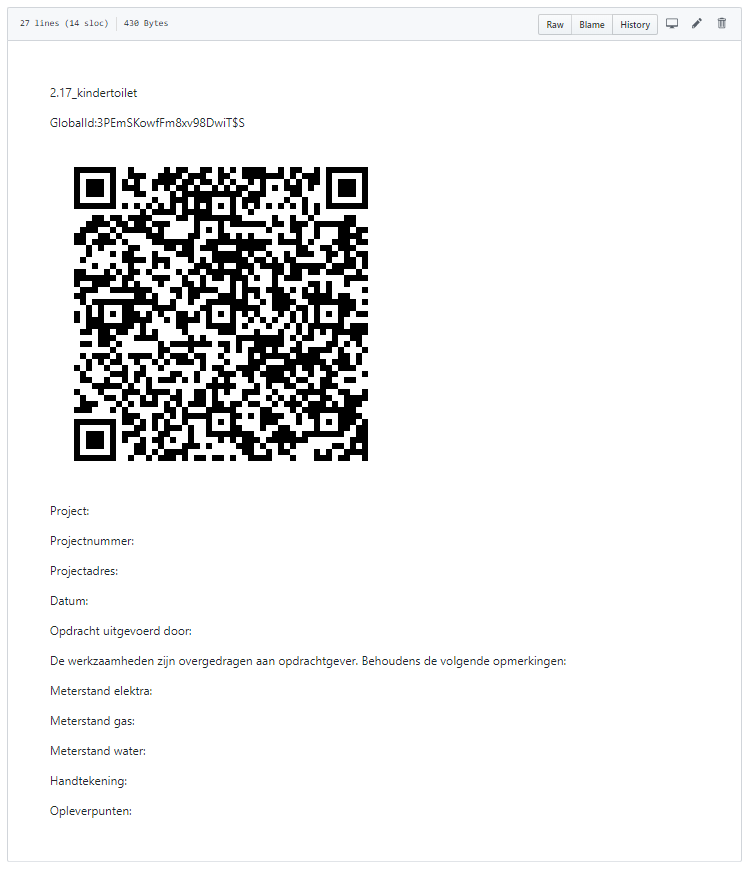 27 lines (14 sloc) 430 Bytes Raw Blame History
2.17_kindertoilet
GlobalId:3PEmSKowfFm8xv98DwiT$S
Project:
Projectnummer:
Projectadres:
Datum:
Opdracht uitgevoerd door:
De werkzaamheden zijn overgedragen aan opdrachtgever. Behoudens de volgende opmerkingen:
Meterstand elektra:
Meterstand gas:
Meterstand water:
Handtekening:
Opleverpunten: